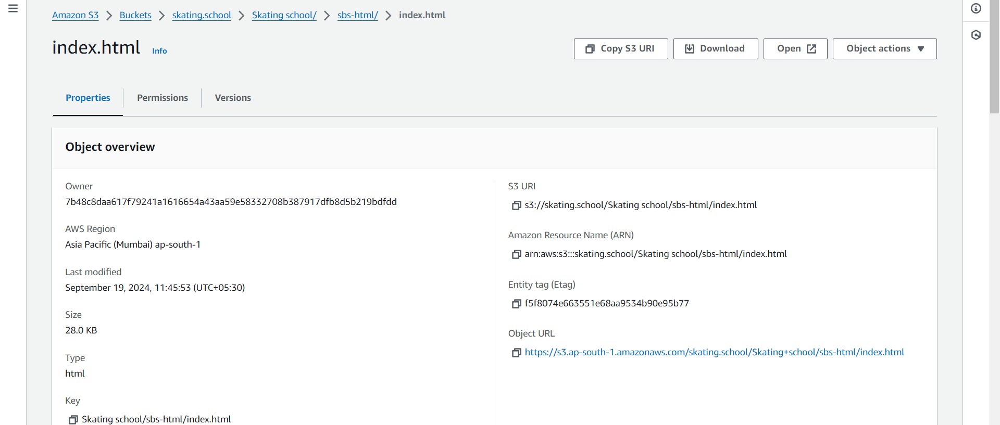 Amazon S3 > Buckets > skating.school > Skating school/ > sbs-html/ > index.html
index.html Info
Copy S3 URI Download Open Object actions
Properties Permissions Versions
Object overview
Owner
7b48c8daa617f79241a1616654a43aa59e58332708b387917dfb8d5b219bdfdd
AWS Region
Asia Pacific (Mumbai) ap-south-1
Last modified
September 19, 2024, 11:45:53 (UTC+05:30)
Size
28.0 KB
Type
html
Key
Skating school/sbs-html/index.html
S3 URI
s3://skating.school/Skating school/sbs-html/index.html
Amazon Resource Name (ARN)
arn:aws:s3:::skating.school/Skating school/sbs-html/index.html
Entity tag (Etag)
f5f8074e663551e68aa9534b90e95b77
Object URL
https://s3.ap-south-1.amazonaws.com/skating.school/Skating+school/sbs-html/index.html